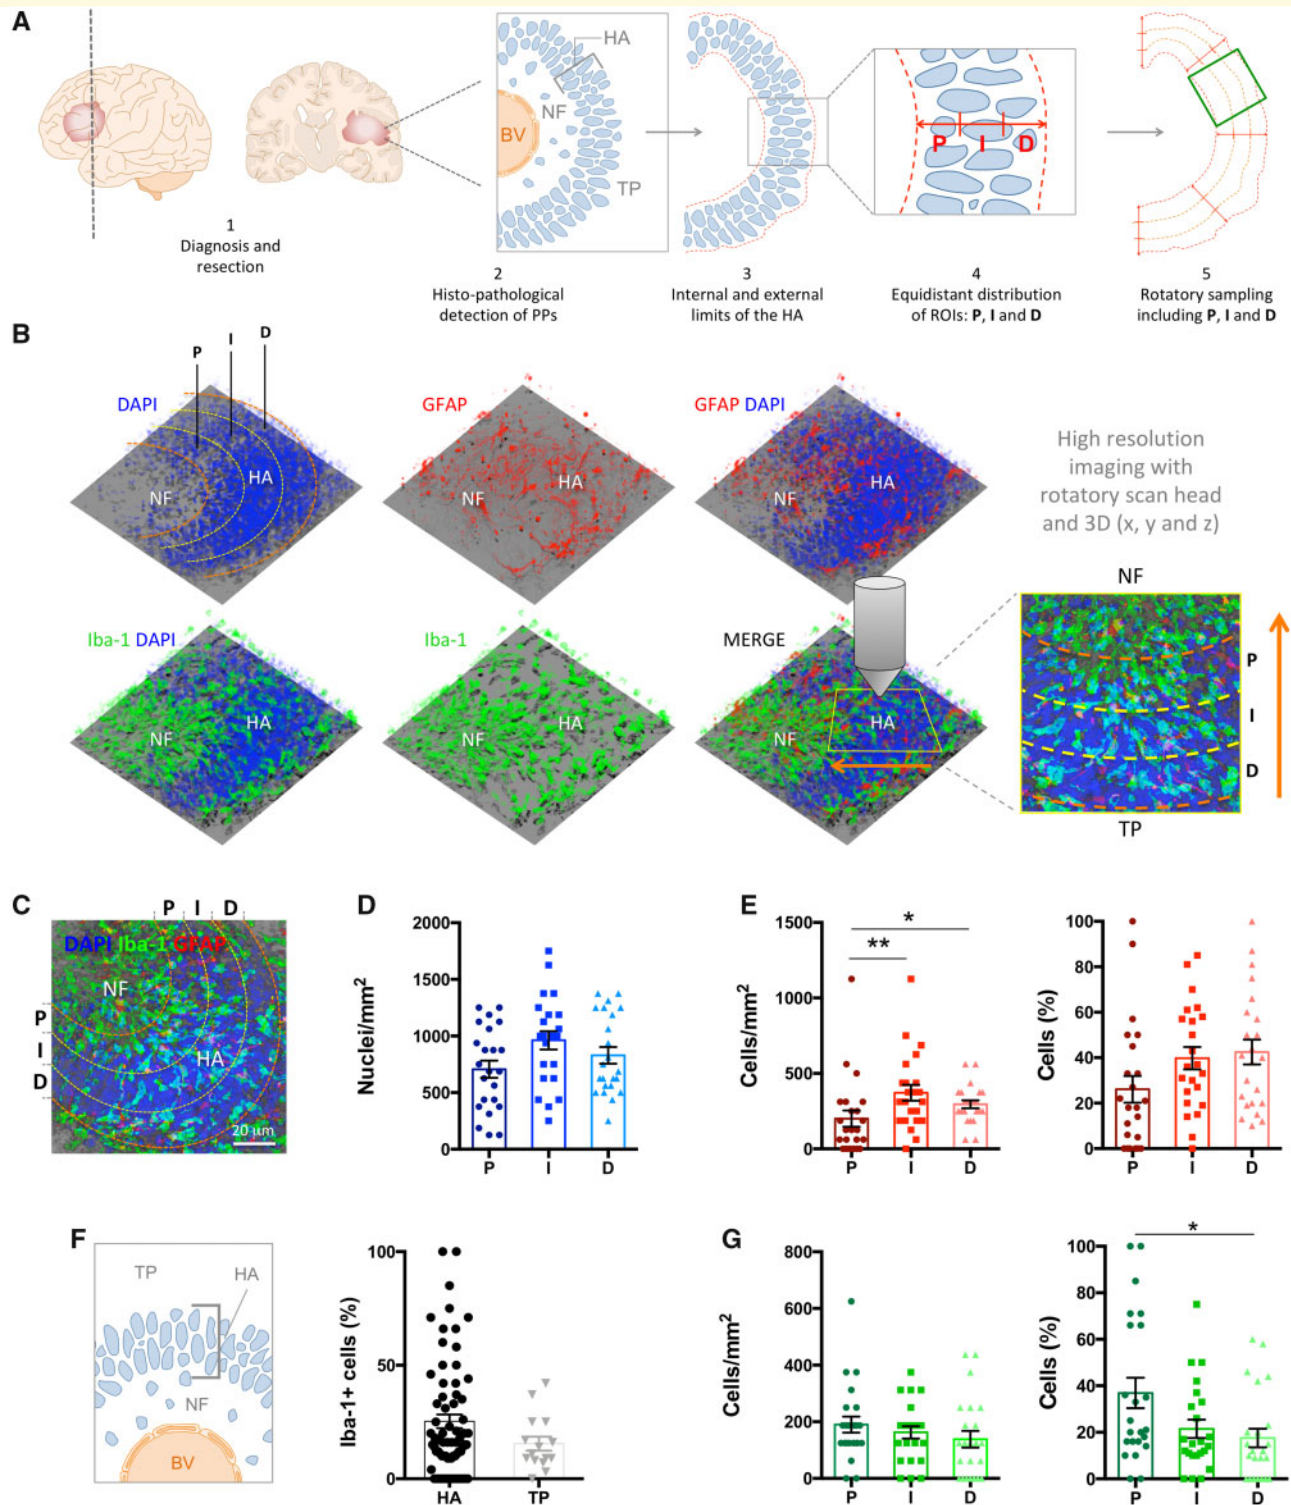 A
HA
NF
BV
TP
P I D
1
Diagnosis and
resection
2
Histo-pathological
detection of PPs
3
Internal and external
limits of the HA
4
Equidistant distribution
of ROIs: P, I and D
5
Rotatory sampling
including P, I and D
B
P I D
DAPI
NF
HA
GFAP
NF
HA
GFAP DAPI
NF
HA
High resolution
imaging with
rotatory scan head
and 3D (x, y and z)
Iba-1 DAPI
NF
HA
Iba-1
NF
HA
MERGE
NF
HA
NF
P
I
D
TP
C
P I D
DAPI Iba-1 GFAP
NF
HA
P
I
D
20 µm
D
Nuclei/mm²
2000
1500
1000
500
0
P I D
E
Cells/mm²
1500
1000
500
0
*
**
P I D
Cells (%)
100
80
60
40
20
0
P I D
F
TP
HA
NF
BV
Iba-1+ cells (%)
100
50
0
HA TP
G
Cells/mm²
800
600
400
200
0
P I D
Cells (%)
100
80
60
40
20
0
*
P I D